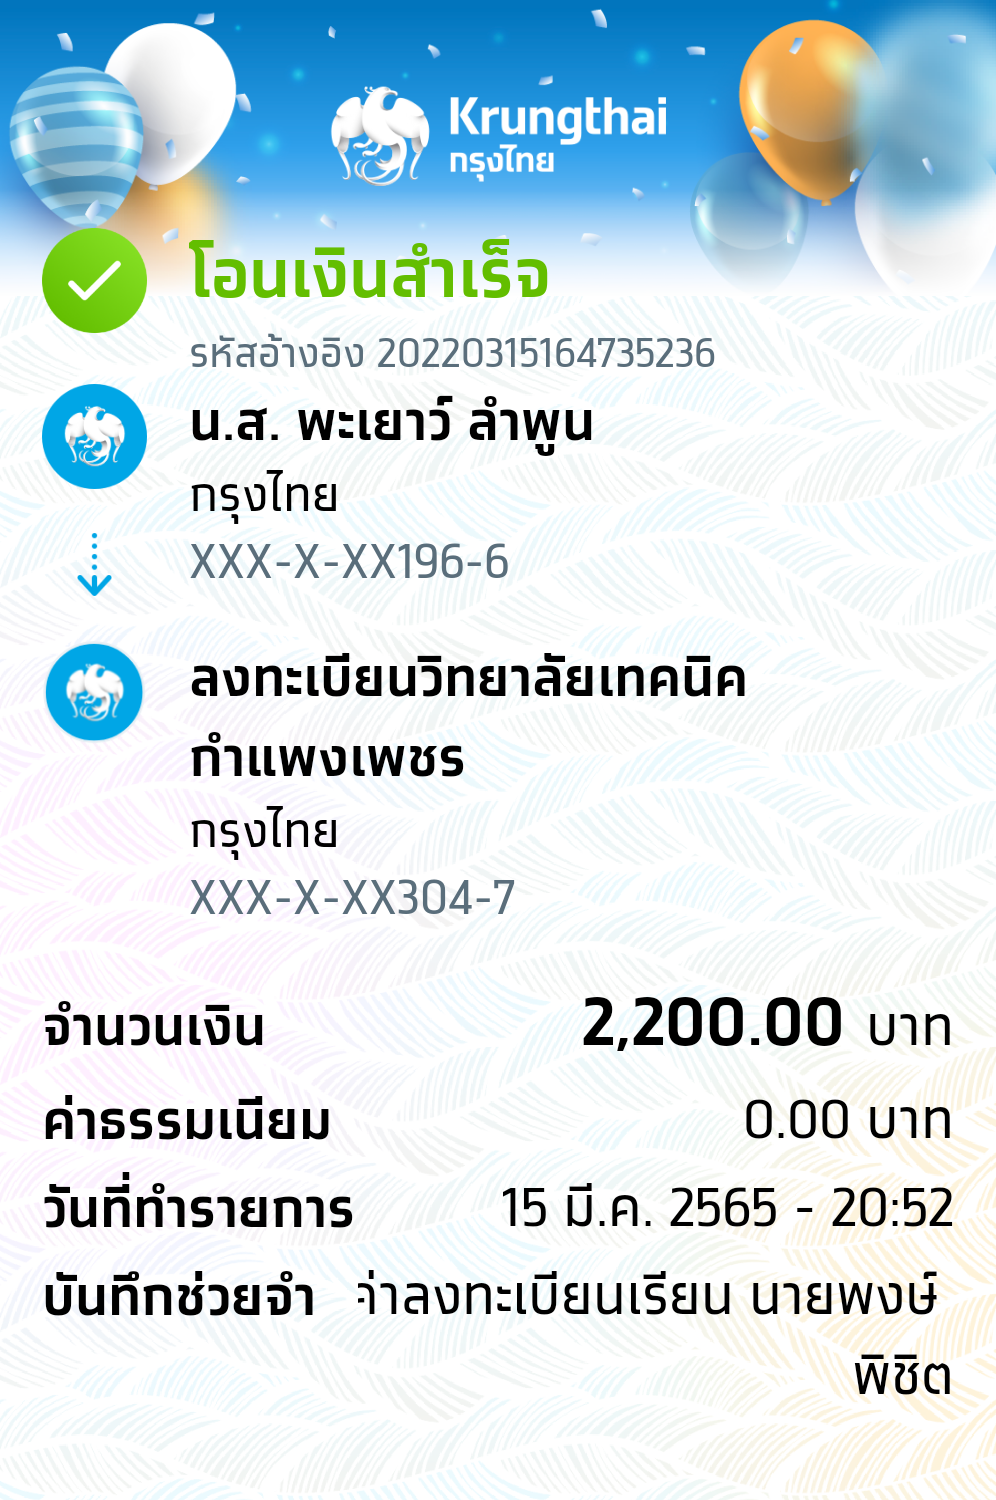 Krungthai
กรุงไทย
โอนเงินสำเร็จ
รหัสอ้างอิง 20220315164735236
น.ส. พะเยาว์ ลำพูน
กรุงไทย
XXX-X-XX196-6
ลงทะเบียนวิทยาลัยเทคนิค
กำแพงเพชร
กรุงไทย
XXX-X-XX304-7
จำนวนเงิน 2,200.00 บาท
ค่าธรรมเนียม 0.00 บาท
วันที่ทำรายการ 15 มี.ค. 2565 - 20:52
บันทึกช่วยจำ ค่าลงทะเบียนเรียน นายพงษ์
พิชิต